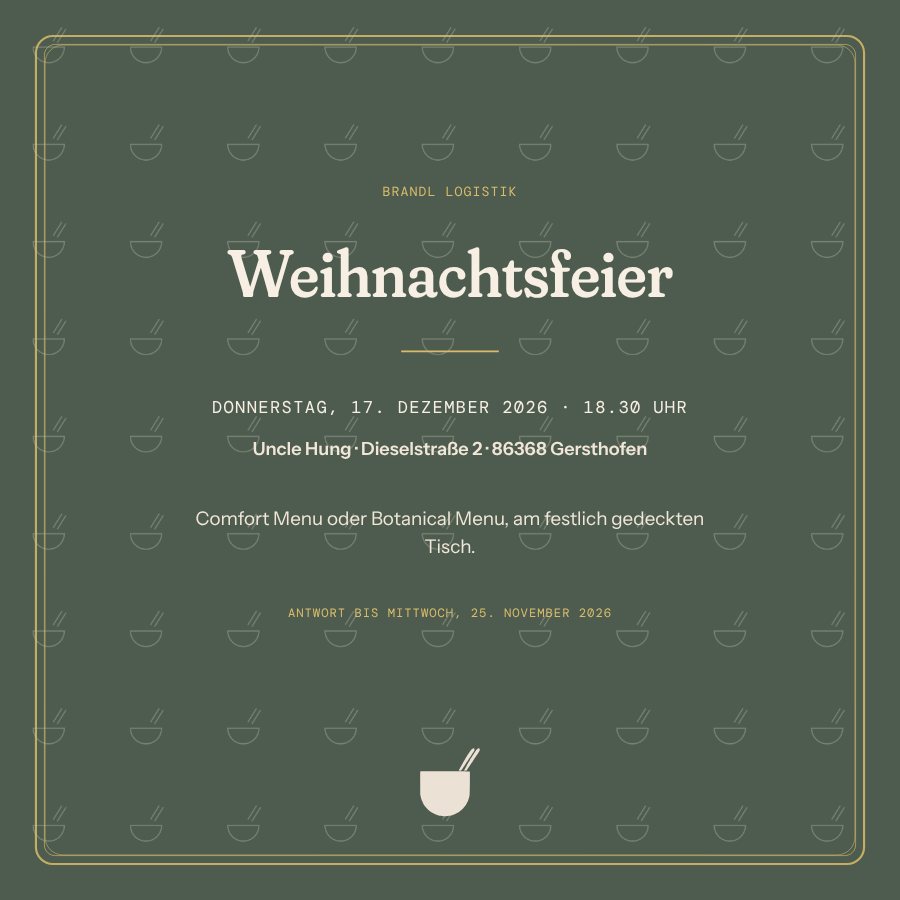 BRANDL LOGISTIK
Weihnachtsfeier
DONNERSTAG, 17. DEZEMBER 2026 · 18.30 UHR
Uncle Hung · Dieselstraße 2 · 86368 Gersthofen
Comfort Menu oder Botanical Menu, am festlich gedeckten
Tisch.
ANTWORT BIS MITTWOCH, 25. NOVEMBER 2026